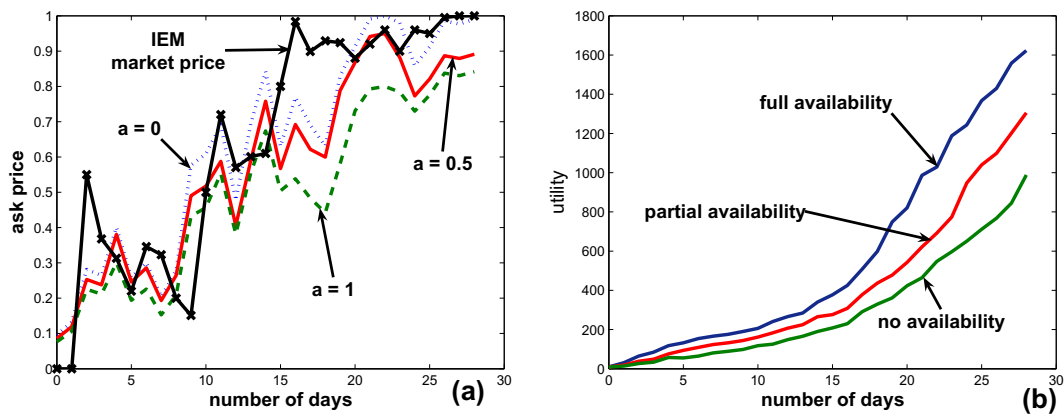 1
0.9
0.8
0.7
0.6
0.5
0.4
0.3
0.2
0.1
0
ask price
IEM
market price
a = 0
a = 0.5
a = 1
0 5 10 15 20 25 30
number of days
(a)
1800
1600
1400
1200
1000
800
600
400
200
0
utility
full availability
partial availability
no availability
0 5 10 15 20 25 30
number of days
(b)